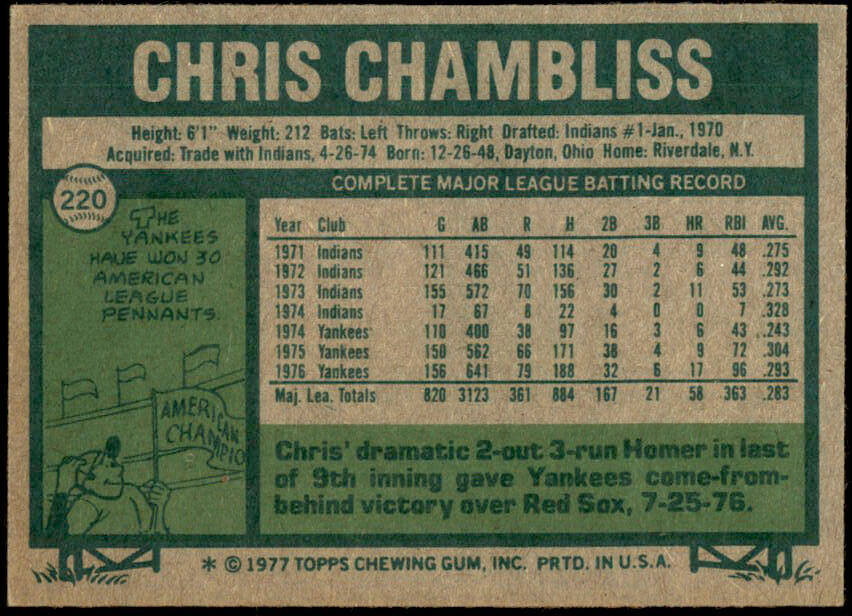 CHRIS CHAMBLISS
Height: 6'1" Weight: 212 Bats: Left Throws: Right Drafted: Indians #1-Jan., 1970
Acquired: Trade with Indians, 4-26-74 Born: 12-26-48, Dayton, Ohio Home: Riverdale, N.Y.
220
THE
YANKEES
HAVE WON 30
AMERICAN
LEAGUE
PENNANTS.
AMERICAN
CHAMPIO
COMPLETE MAJOR LEAGUE BATTING RECORD
Year Club G AB R H 2B 3B HR RBI AVG.
1971 Indians 111 415 49 114 20 4 9 48 .275
1972 Indians 121 466 51 136 27 2 6 44 .292
1973 Indians 155 572 70 156 30 2 11 53 .273
1974 Indians 17 67 8 22 4 0 0 7 .328
1974 Yankees 110 400 38 97 16 3 6 43 .243
1975 Yankees 150 562 66 171 38 4 9 72 .304
1976 Yankees 156 641 79 188 32 6 17 96 .293
Maj. Lea. Totals 820 3123 361 884 167 21 58 363 .283
Chris' dramatic 2-out 3-run Homer in last
of 9th inning gave Yankees come-from-
behind victory over Red Sox, 7-25-76.
* © 1977 TOPPS CHEWING GUM, INC. PRTD. IN U.S.A.